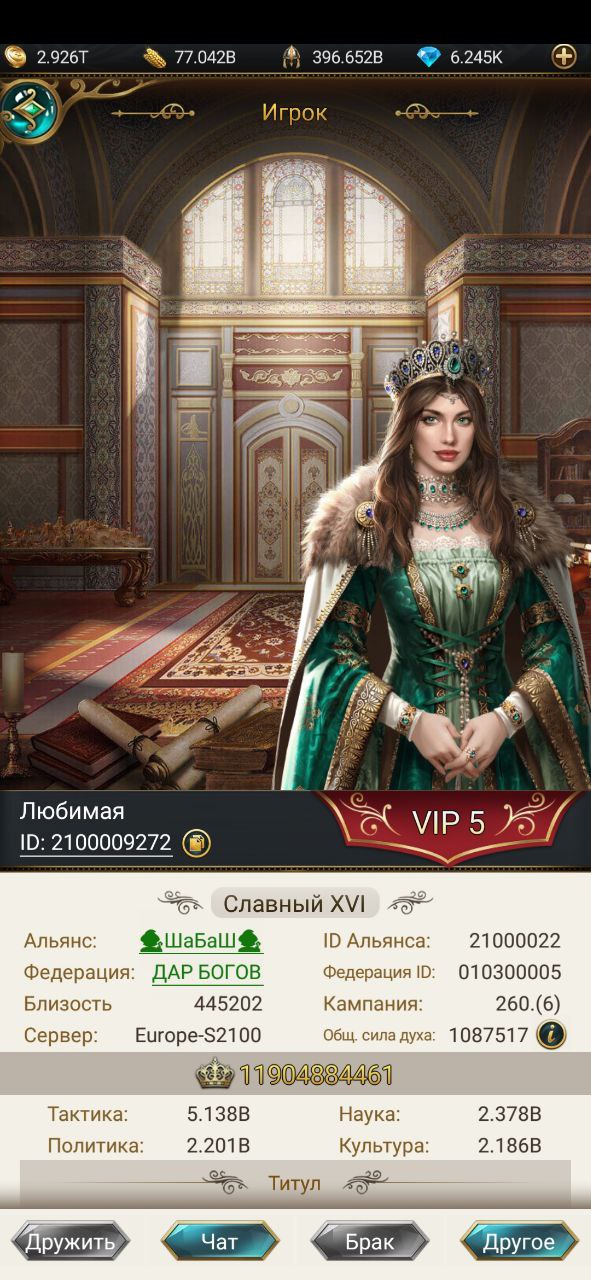 2.926T 77.042B 396.652B 6.245K
Игрок
Любимая
ID: 2100009272
VIP 5
Славный XVI
Альянс: ШаБаШ ID Альянса: 21000022
Федерация: ДАР БОГОВ Федерация ID: 010300005
Близость 445202 Кампания: 260.(6)
Сервер: Europe-S2100 Общ. сила духа: 1087517
11904884461
Тактика: 5.138B Наука: 2.378B
Политика: 2.201B Культура: 2.186B
Титул
Дружить Чат Брак Другое